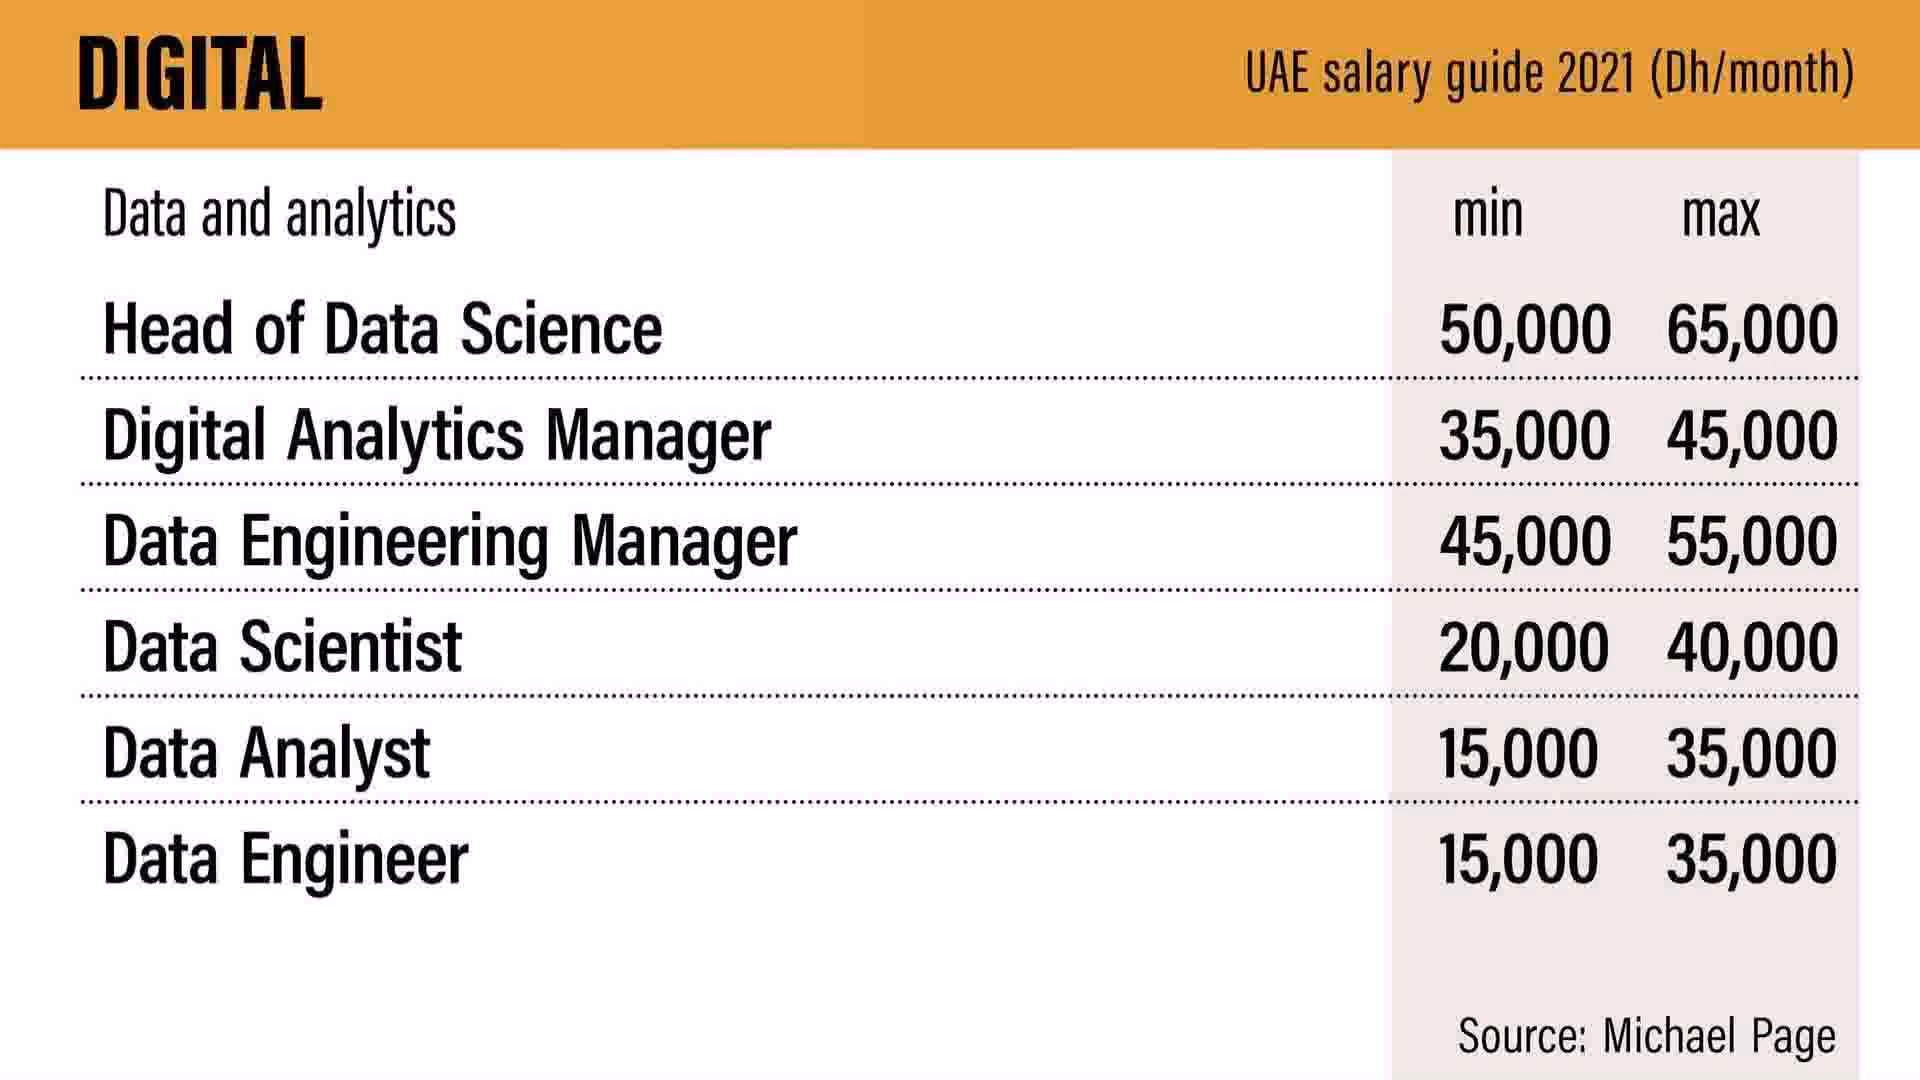 DIGITAL
UAE salary guide 2021 (Dh/month)
Data and analytics min max
Head of Data Science 50,000 65,000
Digital Analytics Manager 35,000 45,000
Data Engineering Manager 45,000 55,000
Data Scientist 20,000 40,000
Data Analyst 15,000 35,000
Data Engineer 15,000 35,000
Source: Michael Page